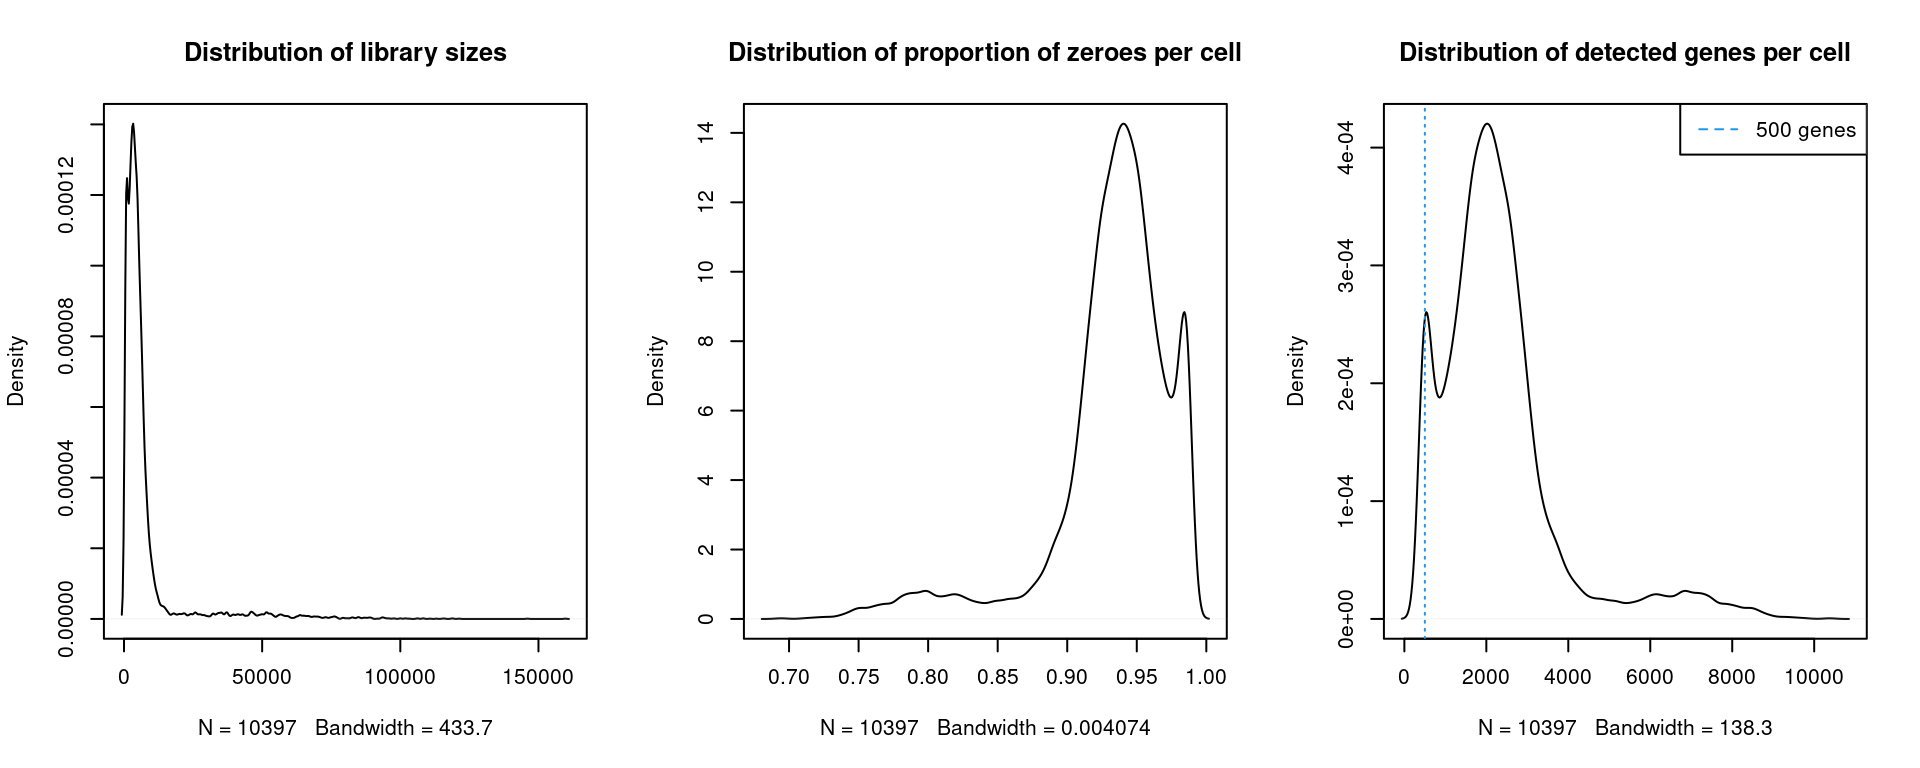 Distribution of library sizes
Density
0.00000
0.00004
0.00008
0.00012
0
50000
100000
150000
N = 10397 Bandwidth = 433.7
Distribution of proportion of zeroes per cell
Density
0
2
4
6
8
10
12
14
0.70
0.75
0.80
0.85
0.90
0.95
1.00
N = 10397 Bandwidth = 0.004074
Distribution of detected genes per cell
Density
0e+00
1e-04
2e-04
3e-04
4e-04
500 genes
0
2000
4000
6000
8000
10000
N = 10397 Bandwidth = 138.3